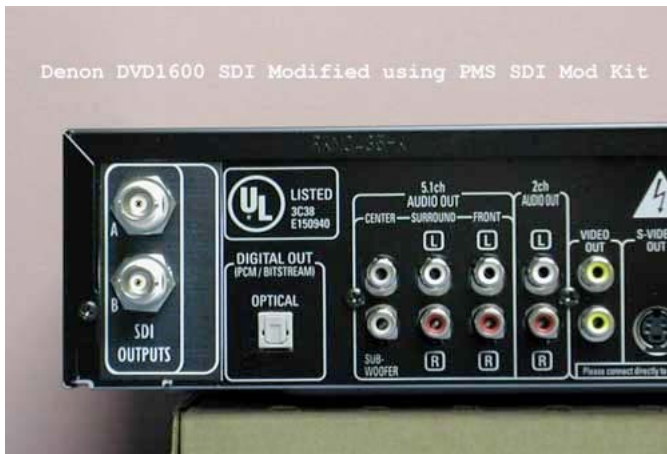 Denon DVD1600 SDI Modified using PMS SDI Mod Kit
A
B
SDI
OUTPUTS
UL
LISTED
3C38
E150940
DIGITAL OUT
(PCM / BITSTREAM)
OPTICAL
5.1ch
AUDIO OUT
CENTER
SURROUND
FRONT
L
L
SUB-
WOOFER
R
R
2ch
AUDIO OUT
L
R
VIDEO
OUT
S-VIDEO
OUT
Please connect directly to